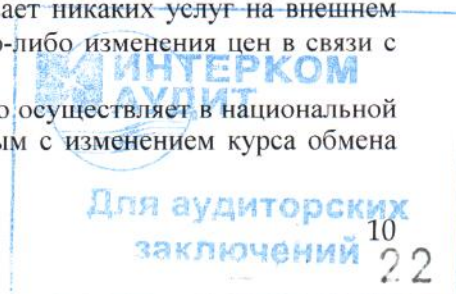 ает никаких услуг на внешнем
о-либо изменения цен в связи с
ИНТЕРКОМ
АУДИТ
о осуществляет в национальной
ым с изменением курса обмена
Для аудиторских
заключений
10
22